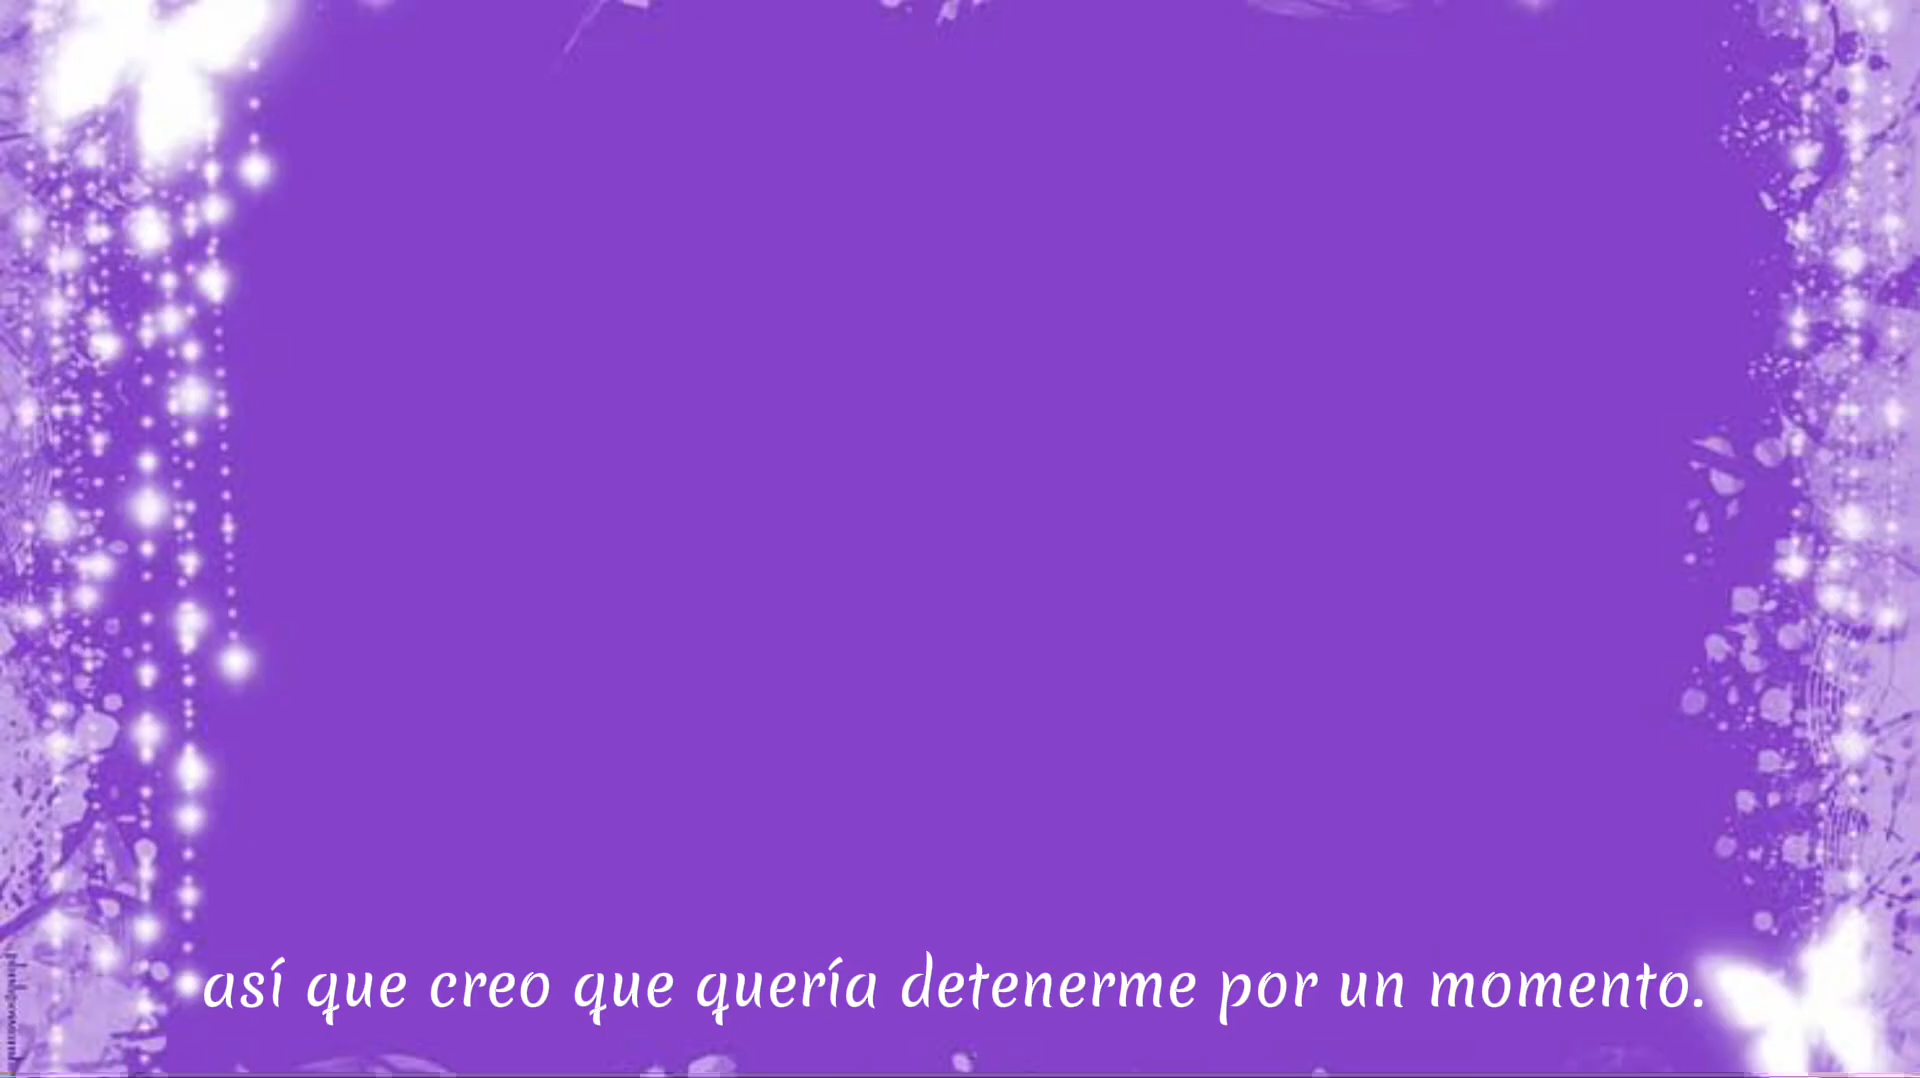 así que creo que quería detenerme por un momento.